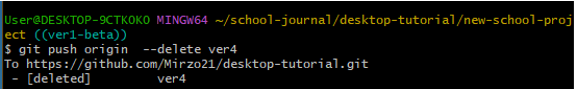 User@DESKTOP-9CTKOKO MINGW64 ~/school-journal/desktop-tutorial/new-school-proj
ect ((ver1-beta))
$ git push origin  --delete ver4
To https://github.com/Mirzo21/desktop-tutorial.git
 - [deleted]         ver4